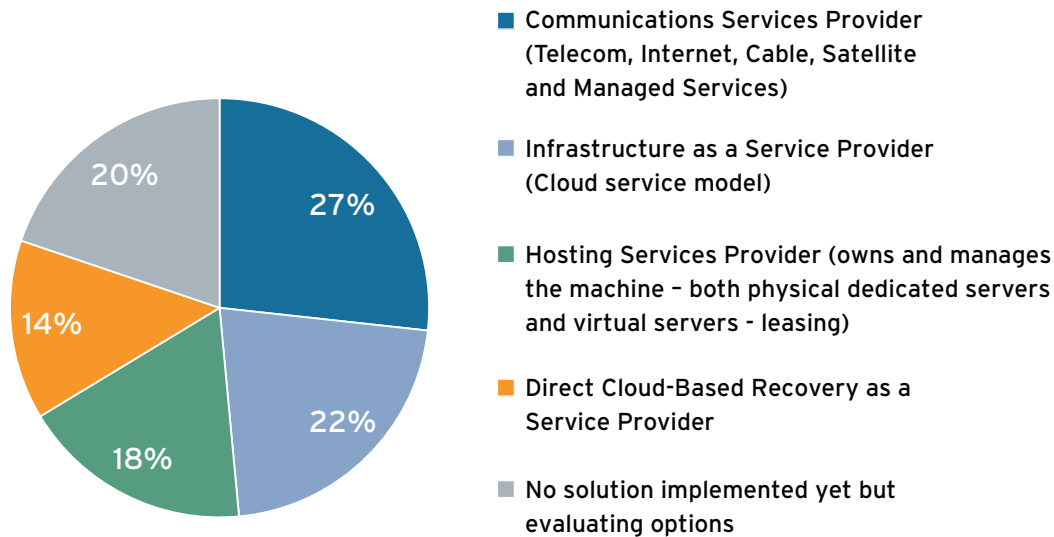 Communications Services Provider
(Telecom, Internet, Cable, Satellite
and Managed Services)
Infrastructure as a Service Provider
(Cloud service model)
Hosting Services Provider (owns and manages
the machine – both physical dedicated servers
and virtual servers - leasing)
Direct Cloud-Based Recovery as a
Service Provider
No solution implemented yet but
evaluating options
20%
27%
14%
22%
18%